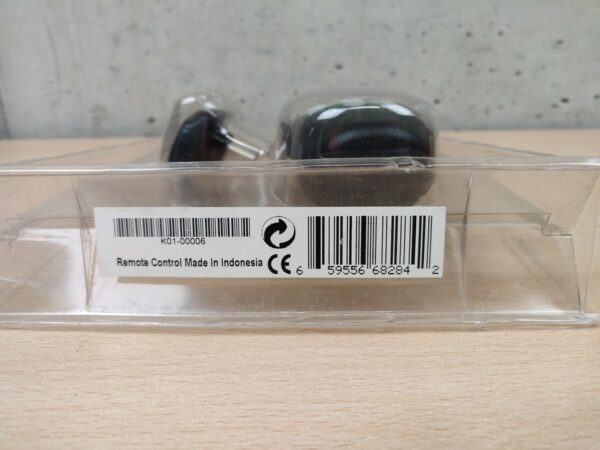 K01-00006
Remote Control Made In Indonesia
CE
6 59556 68284 2